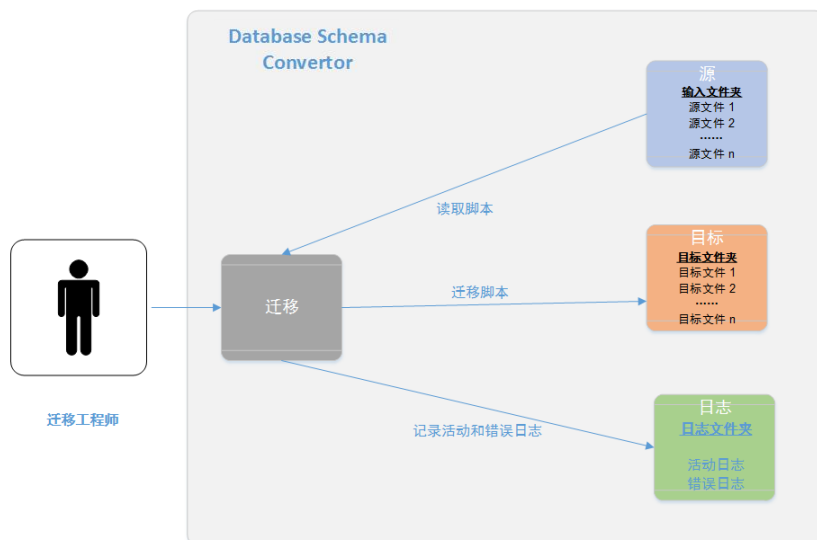 Database Schema
Convertor
源
输入文件夹
源文件 1
源文件 2
······
源文件 n
读取脚本
目标
目标文件夹
目标文件 1
目标文件 2
······
目标文件 n
迁移
迁移脚本
迁移工程师
记录活动和错误日志
日志
日志文件夹
活动日志
错误日志